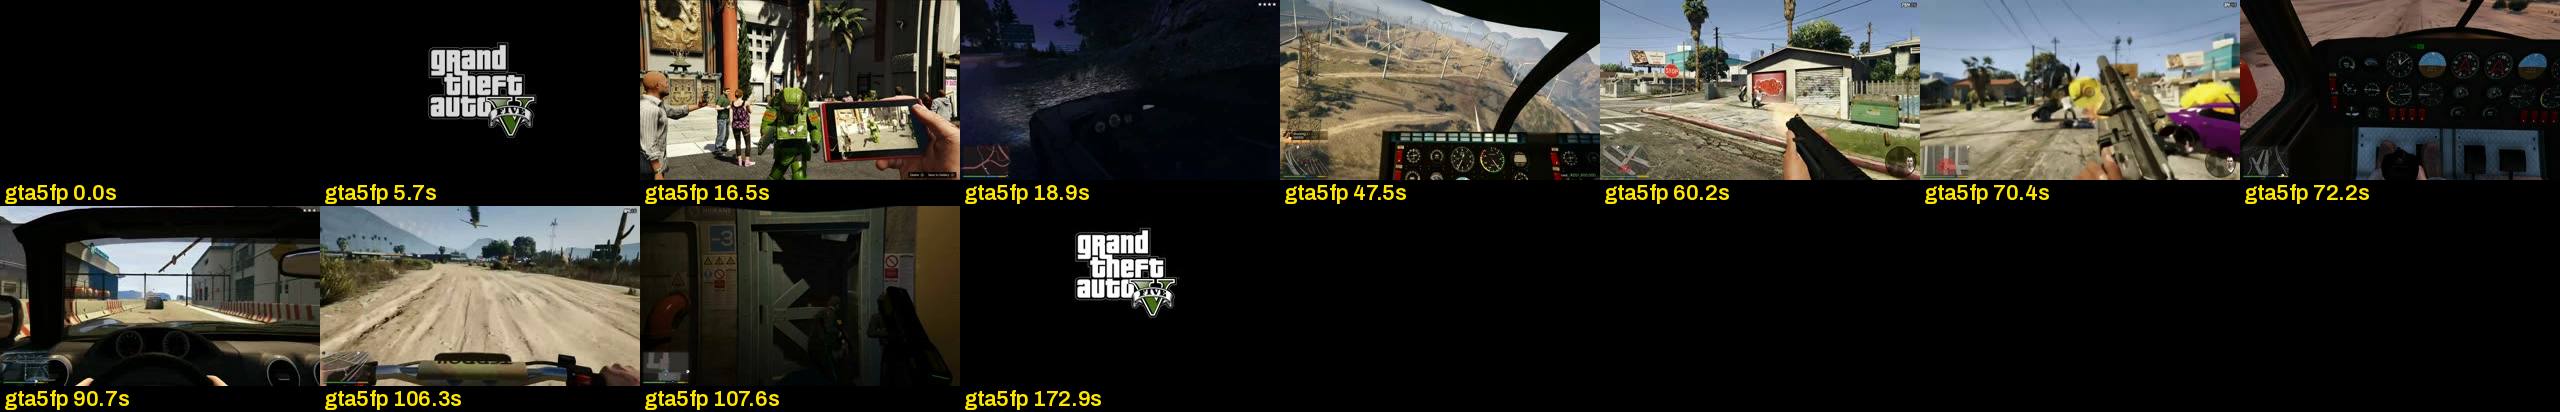 gta5fp 0.0s
grand
theft
auto
FIVE
gta5fp 5.7s
gta5fp 16.5s
gta5fp 18.9s
gta5fp 47.5s
STOP
gta5fp 60.2s
gta5fp 70.4s
gta5fp 72.2s
gta5fp 90.7s
gta5fp 106.3s
3
gta5fp 107.6s
grand
theft
auto
FIVE
gta5fp 172.9s